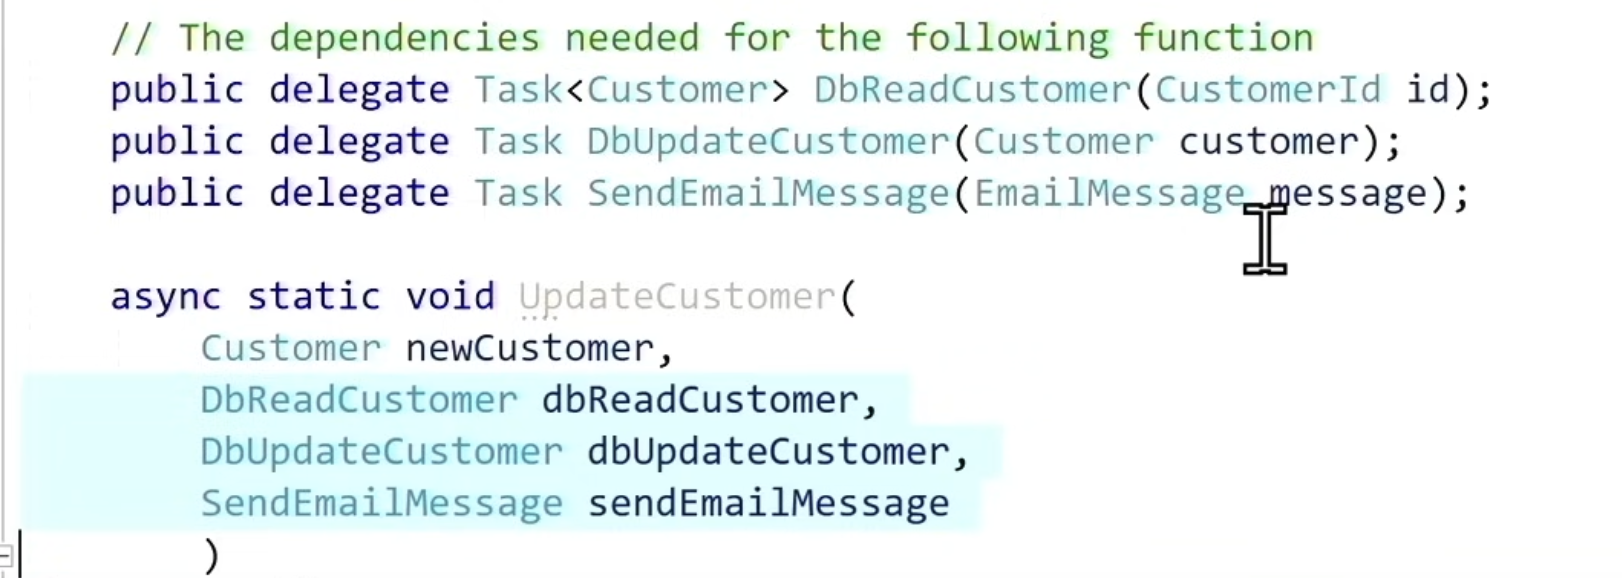 // The dependencies needed for the following function
public delegate Task<Customer> DbReadCustomer(CustomerId id);
public delegate Task DbUpdateCustomer(Customer customer);
public delegate Task SendEmailMessage(EmailMessage message);
async static void UpdateCustomer(
Customer newCustomer,
DbReadCustomer dbReadCustomer,
DbUpdateCustomer dbUpdateCustomer,
SendEmailMessage sendEmailMessage
)